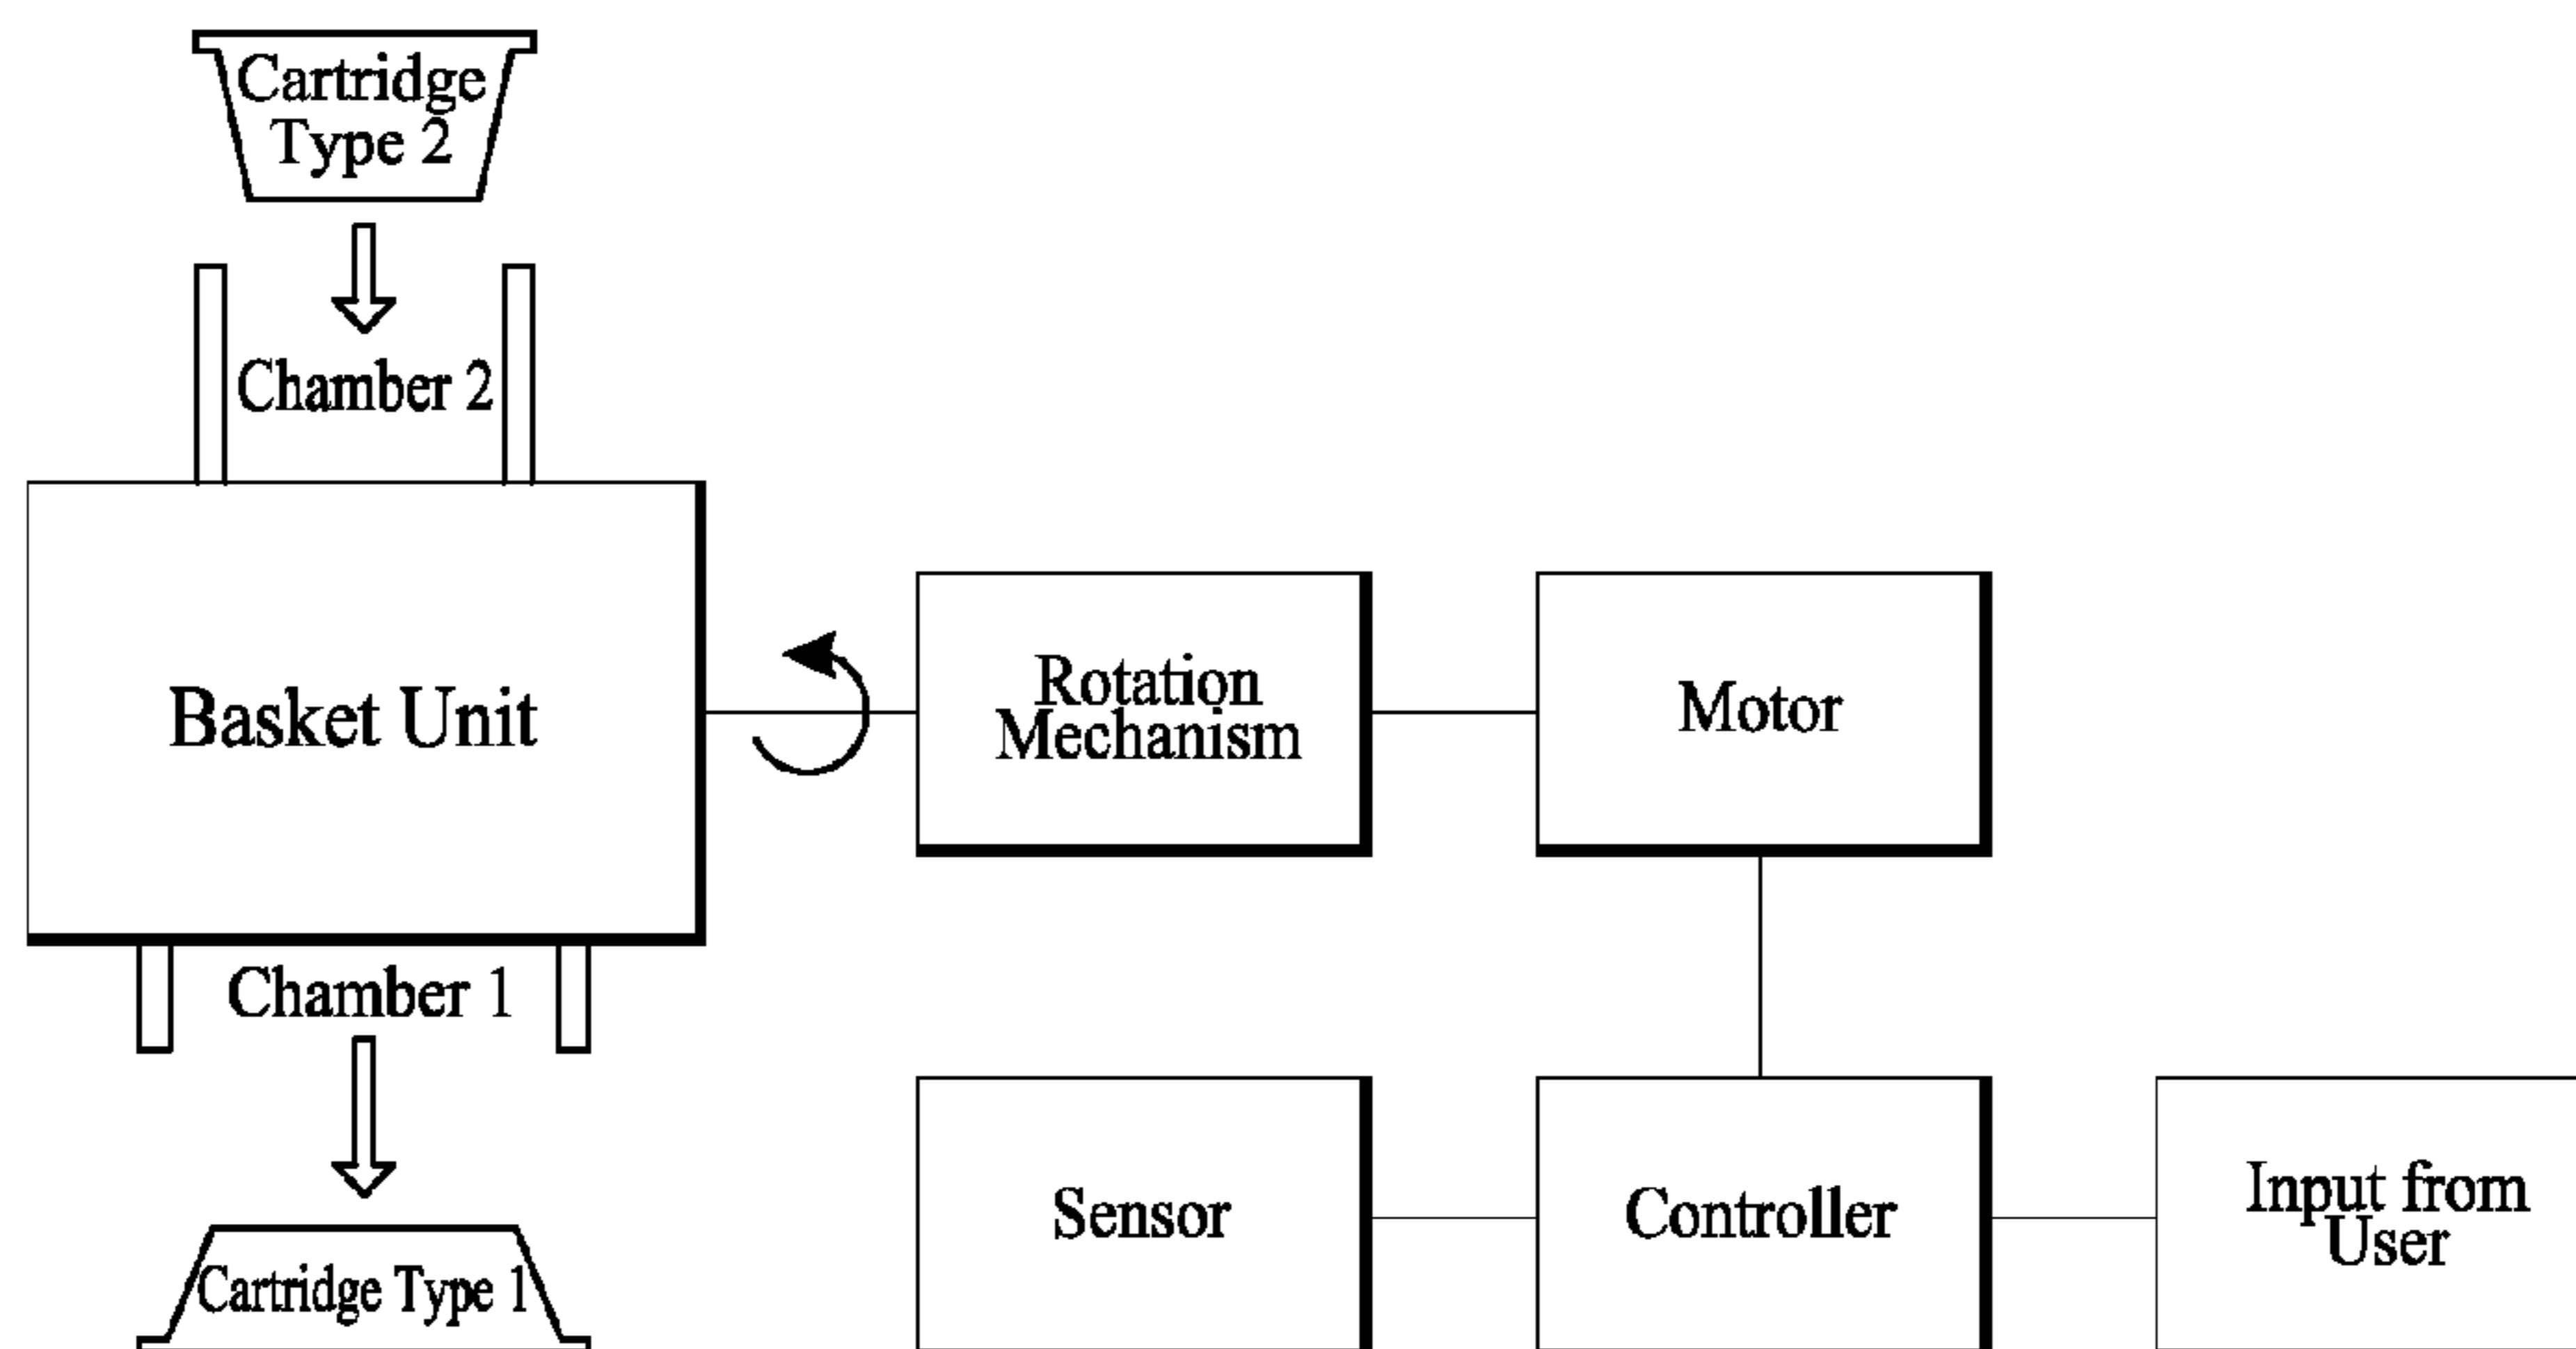 Cartridge
Type 2
Chamber 2
Basket Unit
Rotation
Mechanism
Motor
Chamber 1
Sensor
Controller
Input from
User
Cartridge Type 1